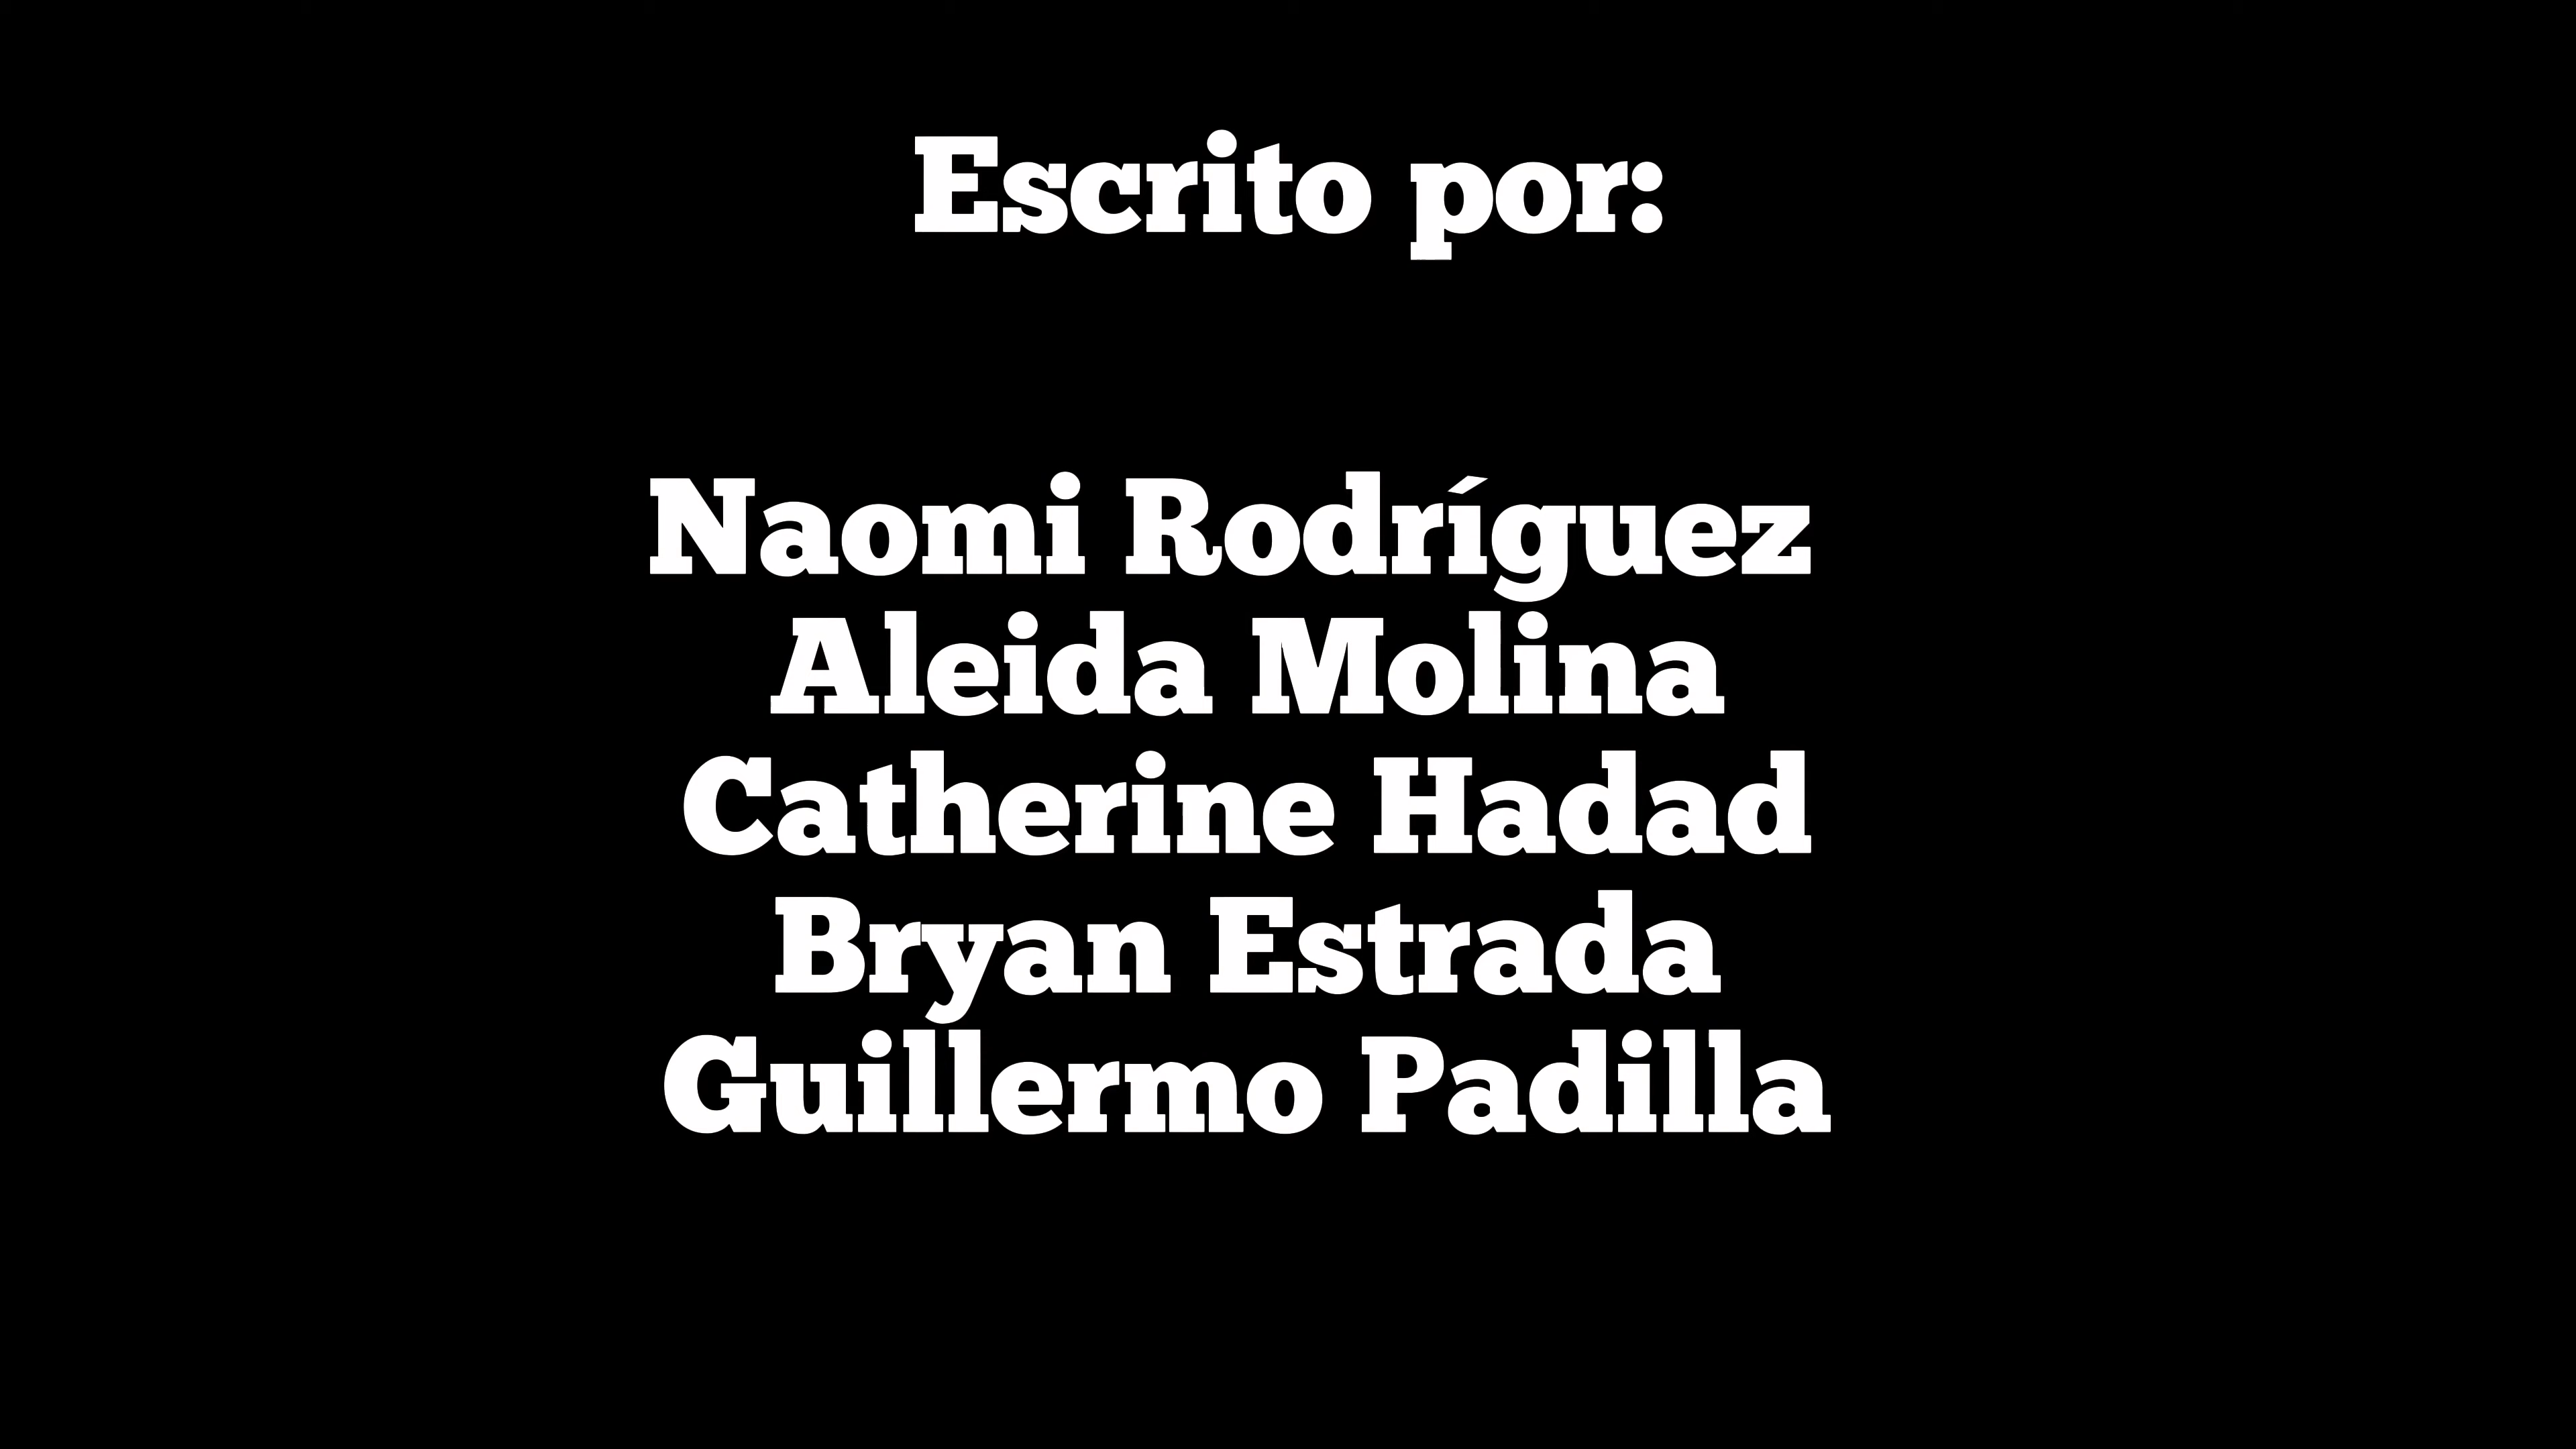 Escrito por:
Naomi Rodríguez
Aleida Molina
Catherine Hadad
Bryan Estrada
Guillermo Padilla